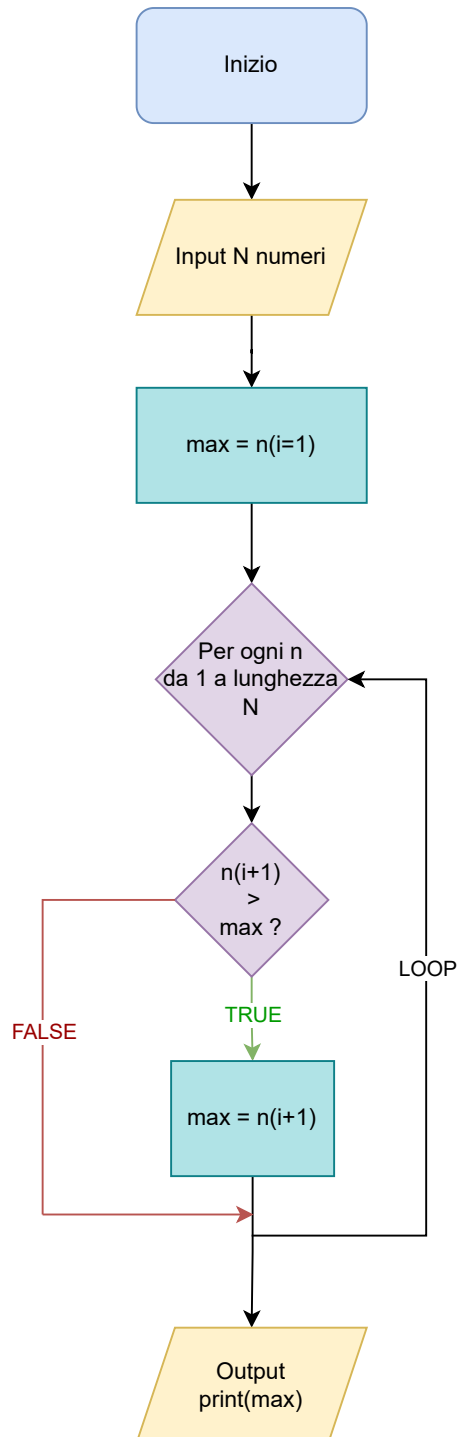 Inizio
Input N numeri
max = n(i=1)
Per ogni n
da 1 a lunghezza
N
n(i+1)
>
max ?
LOOP
TRUE
FALSE
max = n(i+1)
Output
print(max)